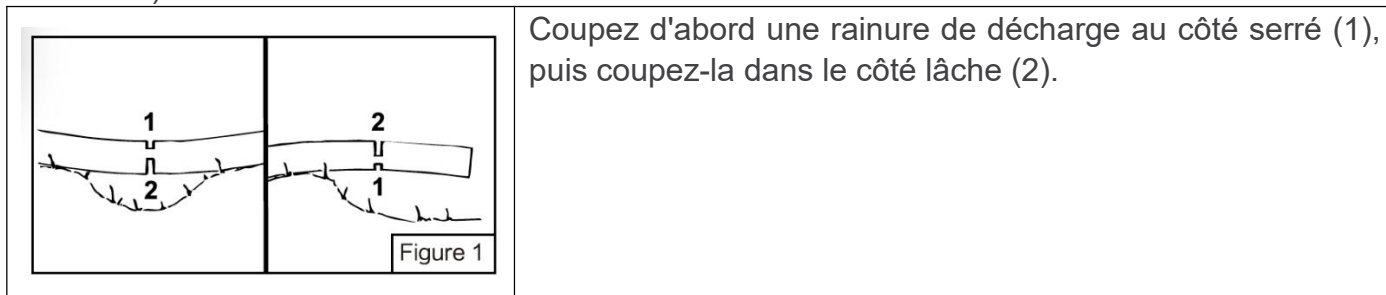 Coupez d'abord une rainure de décharge au côté serré (1),
puis coupez-la dans le côté lâche (2).
1
2
2
1
Figure 1